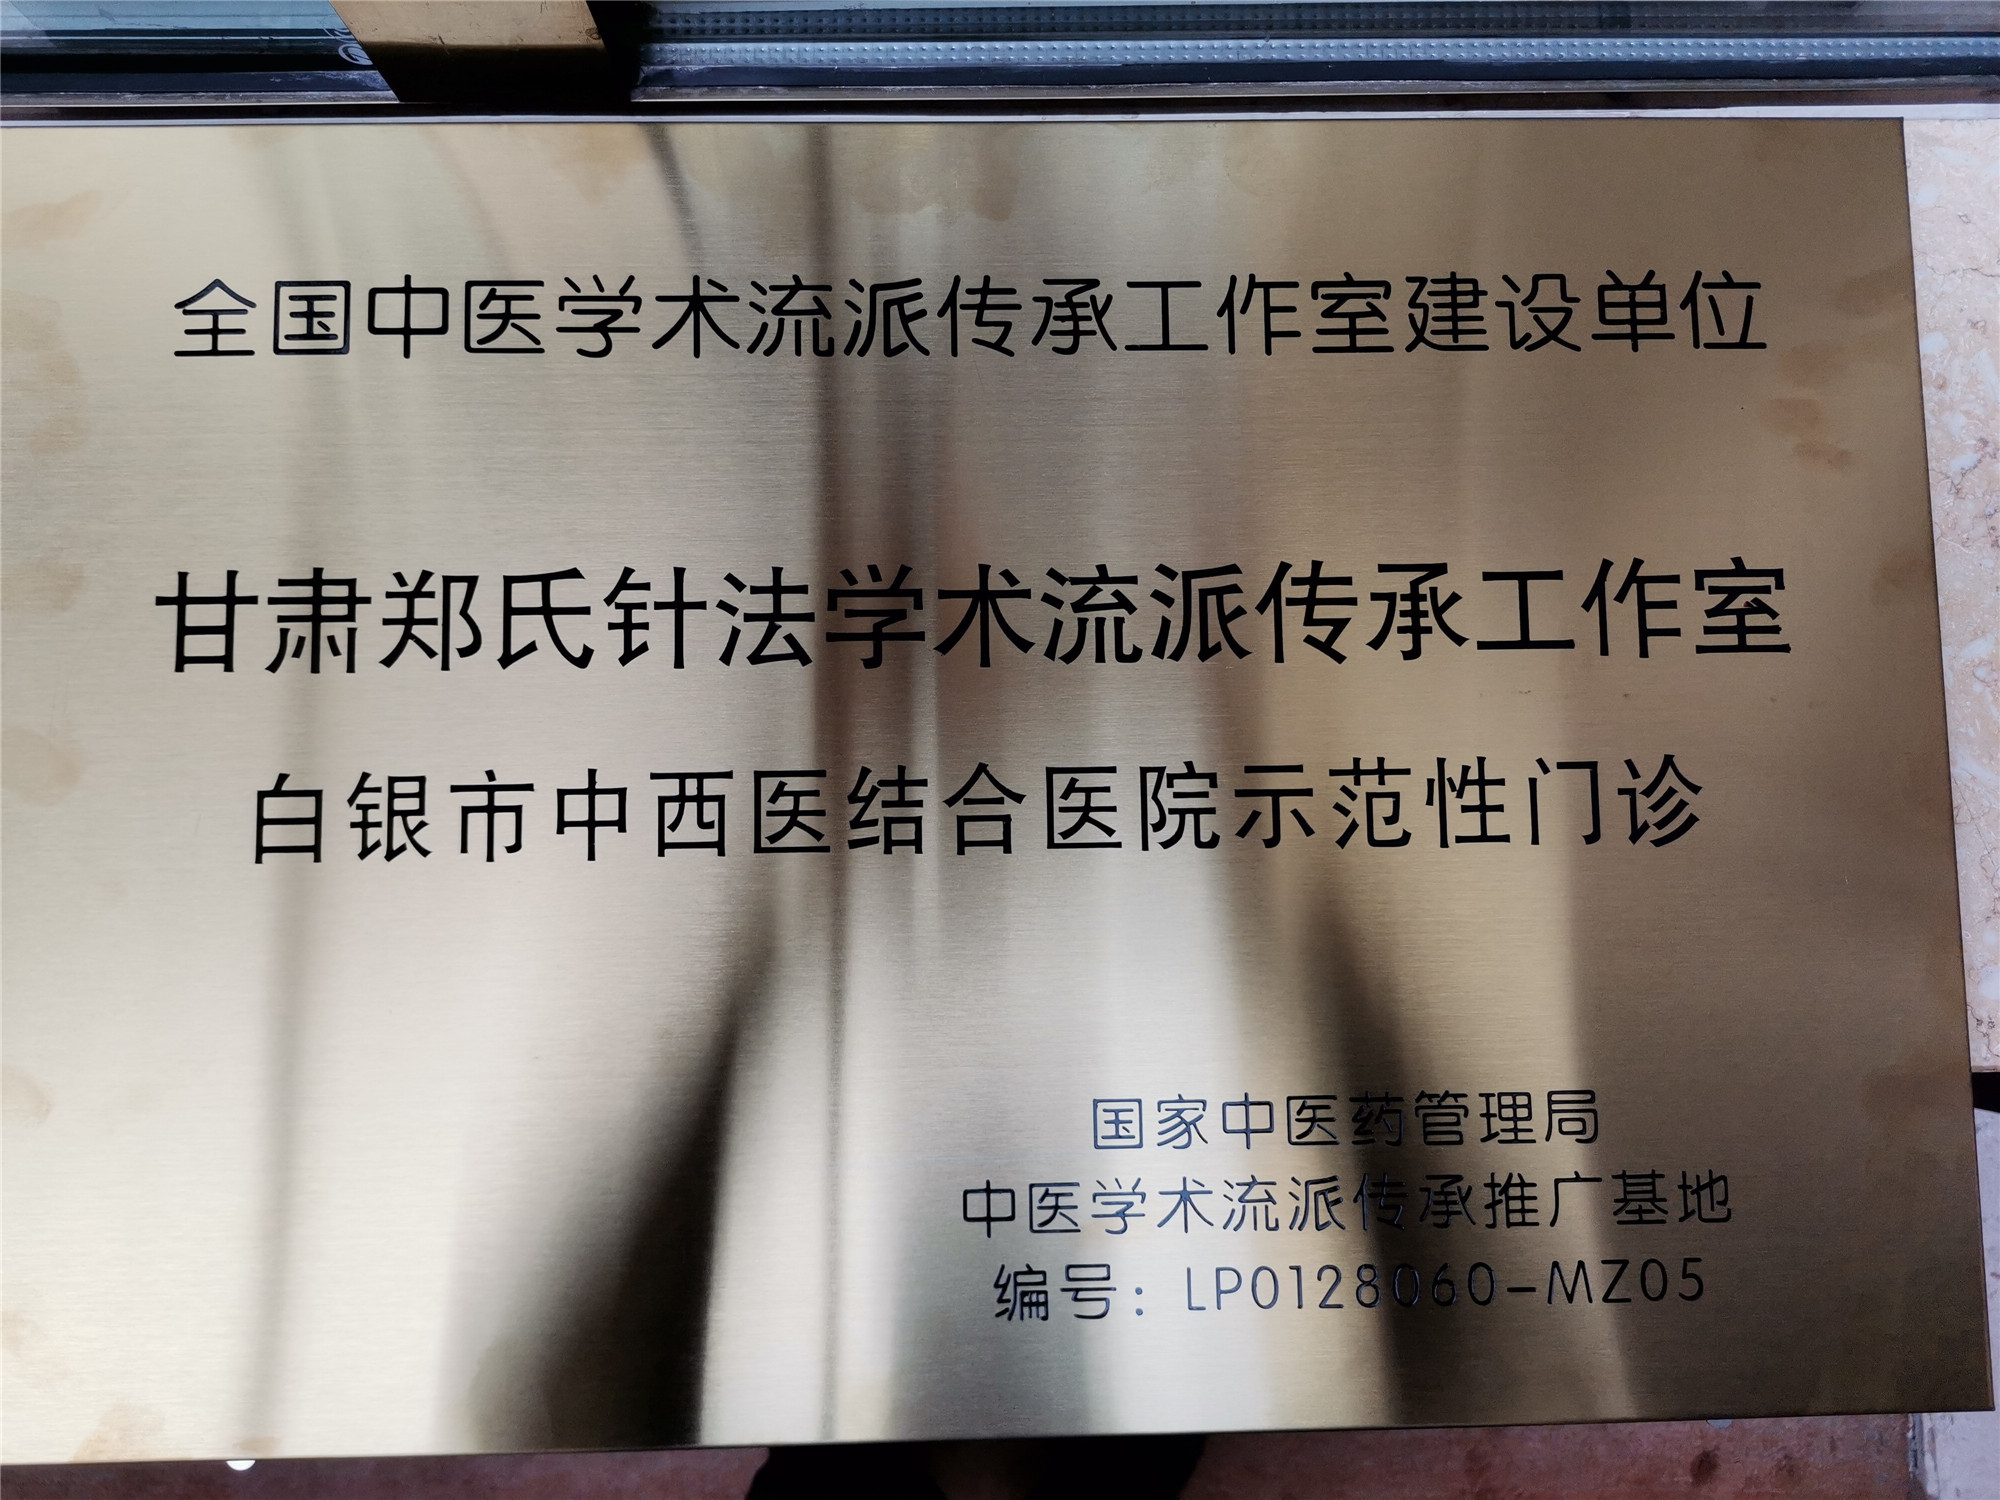 全国中医学术流派传承工作室建设单位
甘肃郑氏针法学术流派传承工作室
白银市中西医结合医院示范性门诊
国家中医药管理局
中医学术流派传承推广基地
编号：LP0128060-MZ05